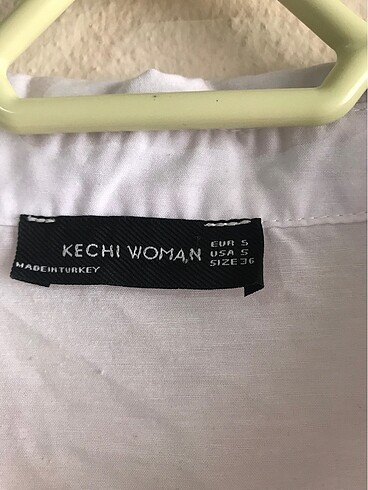 KECHI WOMAN
EUR S
USA S
SIZE 36
MADE IN TURKEY